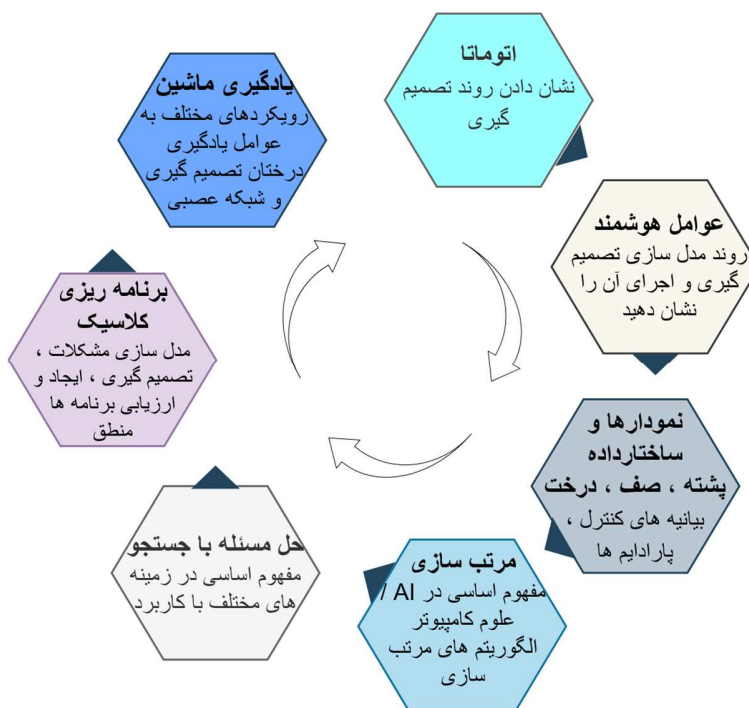 اتوماتا
نشان دادن روند تصمیم
گیری
عوامل هوشمند
روند مدل سازی تصمیم
گیری و اجرای آن را
نشان دهید
نمودارها و
ساختارداده
پشته ، صف ، درخت
بیانیه های کنترل ،
پارادایم ها
مرتب سازی
مفهوم اساسی در AI /
علوم کامپیوتر
الگوریتم های مرتب
سازی
حل مسئله با جستجو
مفهوم اساسی در زمینه
های مختلف با کاربرد
برنامه ریزی
کلاسیک
مدل سازی مشکلات ،
تصمیم گیری ، ایجاد و
ارزیابی برنامه ها
منطق
یادگیری ماشین
رویکردهای مختلف به
عوامل یادگیری
درختان تصمیم گیری
و شبکه عصبی